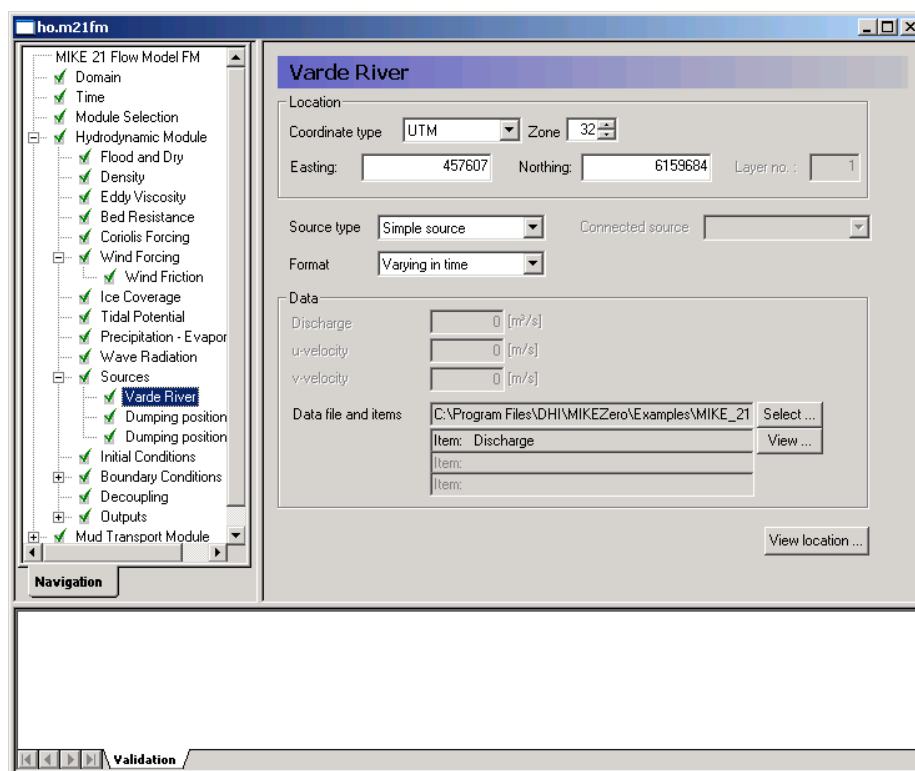 ho.m21fm
MIKE 21 Flow Model FM
Domain
Time
Module Selection
Hydrodynamic Module
Flood and Dry
Density
Eddy Viscosity
Bed Resistance
Coriolis Forcing
Wind Forcing
Wind Friction
Ice Coverage
Tidal Potential
Precipitation - Evapor
Wave Radiation
Sources
Varde River
Dumping position
Dumping position
Initial Conditions
Boundary Conditions
Decoupling
Outputs
Mud Transport Module
Navigation
Varde River
Location
Coordinate type UTM Zone 32
Easting: 457607 Northing: 6159684 Layer no. : 1
Source type Simple source Connected source
Format Varying in time
Data
Discharge 0 [m³/s]
u-velocity 0 [m/s]
v-velocity 0 [m/s]
Data file and items C:\Program Files\DHI\MIKEZero\Examples\MIKE_21 Select ...
Item: Discharge View ...
Item:
Item:
View location ...
Validation